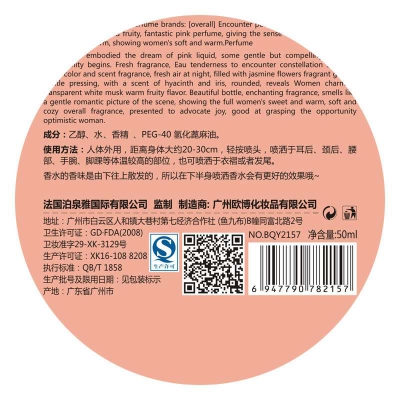 fume brands: [overall] Encounter
fruity, fantastic pink perfume, giving the
showing women's soft and warm.Perfume
embodied the dream of pink liquid, some gentle but
begins. Fresh fragrance, Eau tenderness to encounter constellation
color and scent fragrance, fresh air at night, filled with jasmine flowers fragrant
pressing, with a scent of hyacinth and iris, rounded, reveals Women
transparent white musk warm fruity flavor. Beautiful bottle, enchanting fragrance, smells
a gentle romantic picture of the scene, showing the full women's sweet and warm, soft and
cozy overall fragrance, presented to advocate joy, good at grasping the opportunity
optimistic woman.
成分:乙醇、水、香精 、PEG-40 氢化蓖麻油。
使用方法:人体外用，距离身体大约20-30cm，轻按喷头，喷洒于耳后、颈后、腰
部、手腕、脚踝等体温较高的部位，也可喷洒于衣褶或者发尾。
香水的香味是由下往上散发的，所以在下半身喷洒香水会有更好的效果哦~
法国泊泉雅国际有限公司 监制 制造商: 广州欧博化妆品有限公司
地址: 广州市白云区人和镇大巷村第七经济合作社 (鱼九布)B幢同富北路2号
卫生许可证: GD·FDA(2008)
卫妆准字29-XK-3129号
生产许可证: XK16-108 8208
执行标准: QB/T 1858
生产批号及限用日期: 见包装标示
产地: 广东省广州市
NO.BQY2157 净含量:50ml
生产许可
6 947790 782157